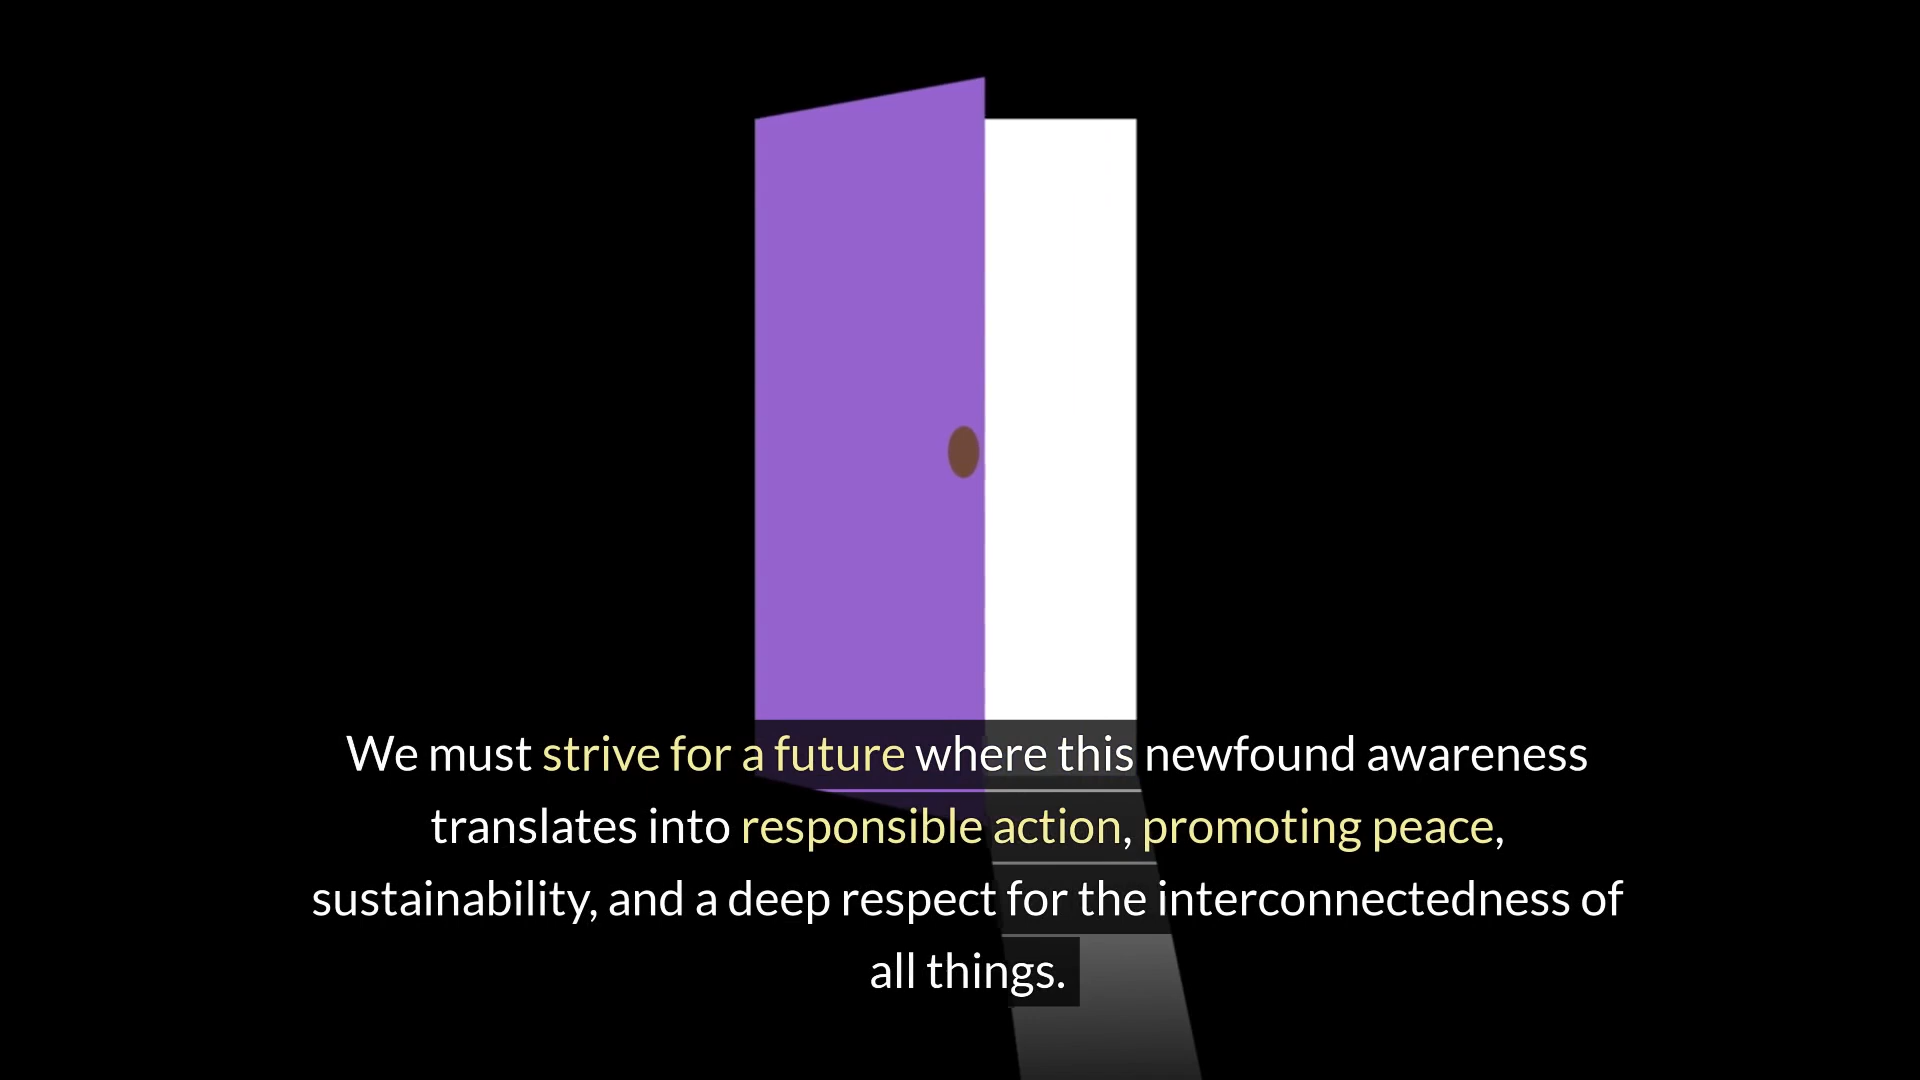 We must strive for a future where this newfound awareness
translates into responsible action, promoting peace,
sustainability, and a deep respect for the interconnectedness of
all things.